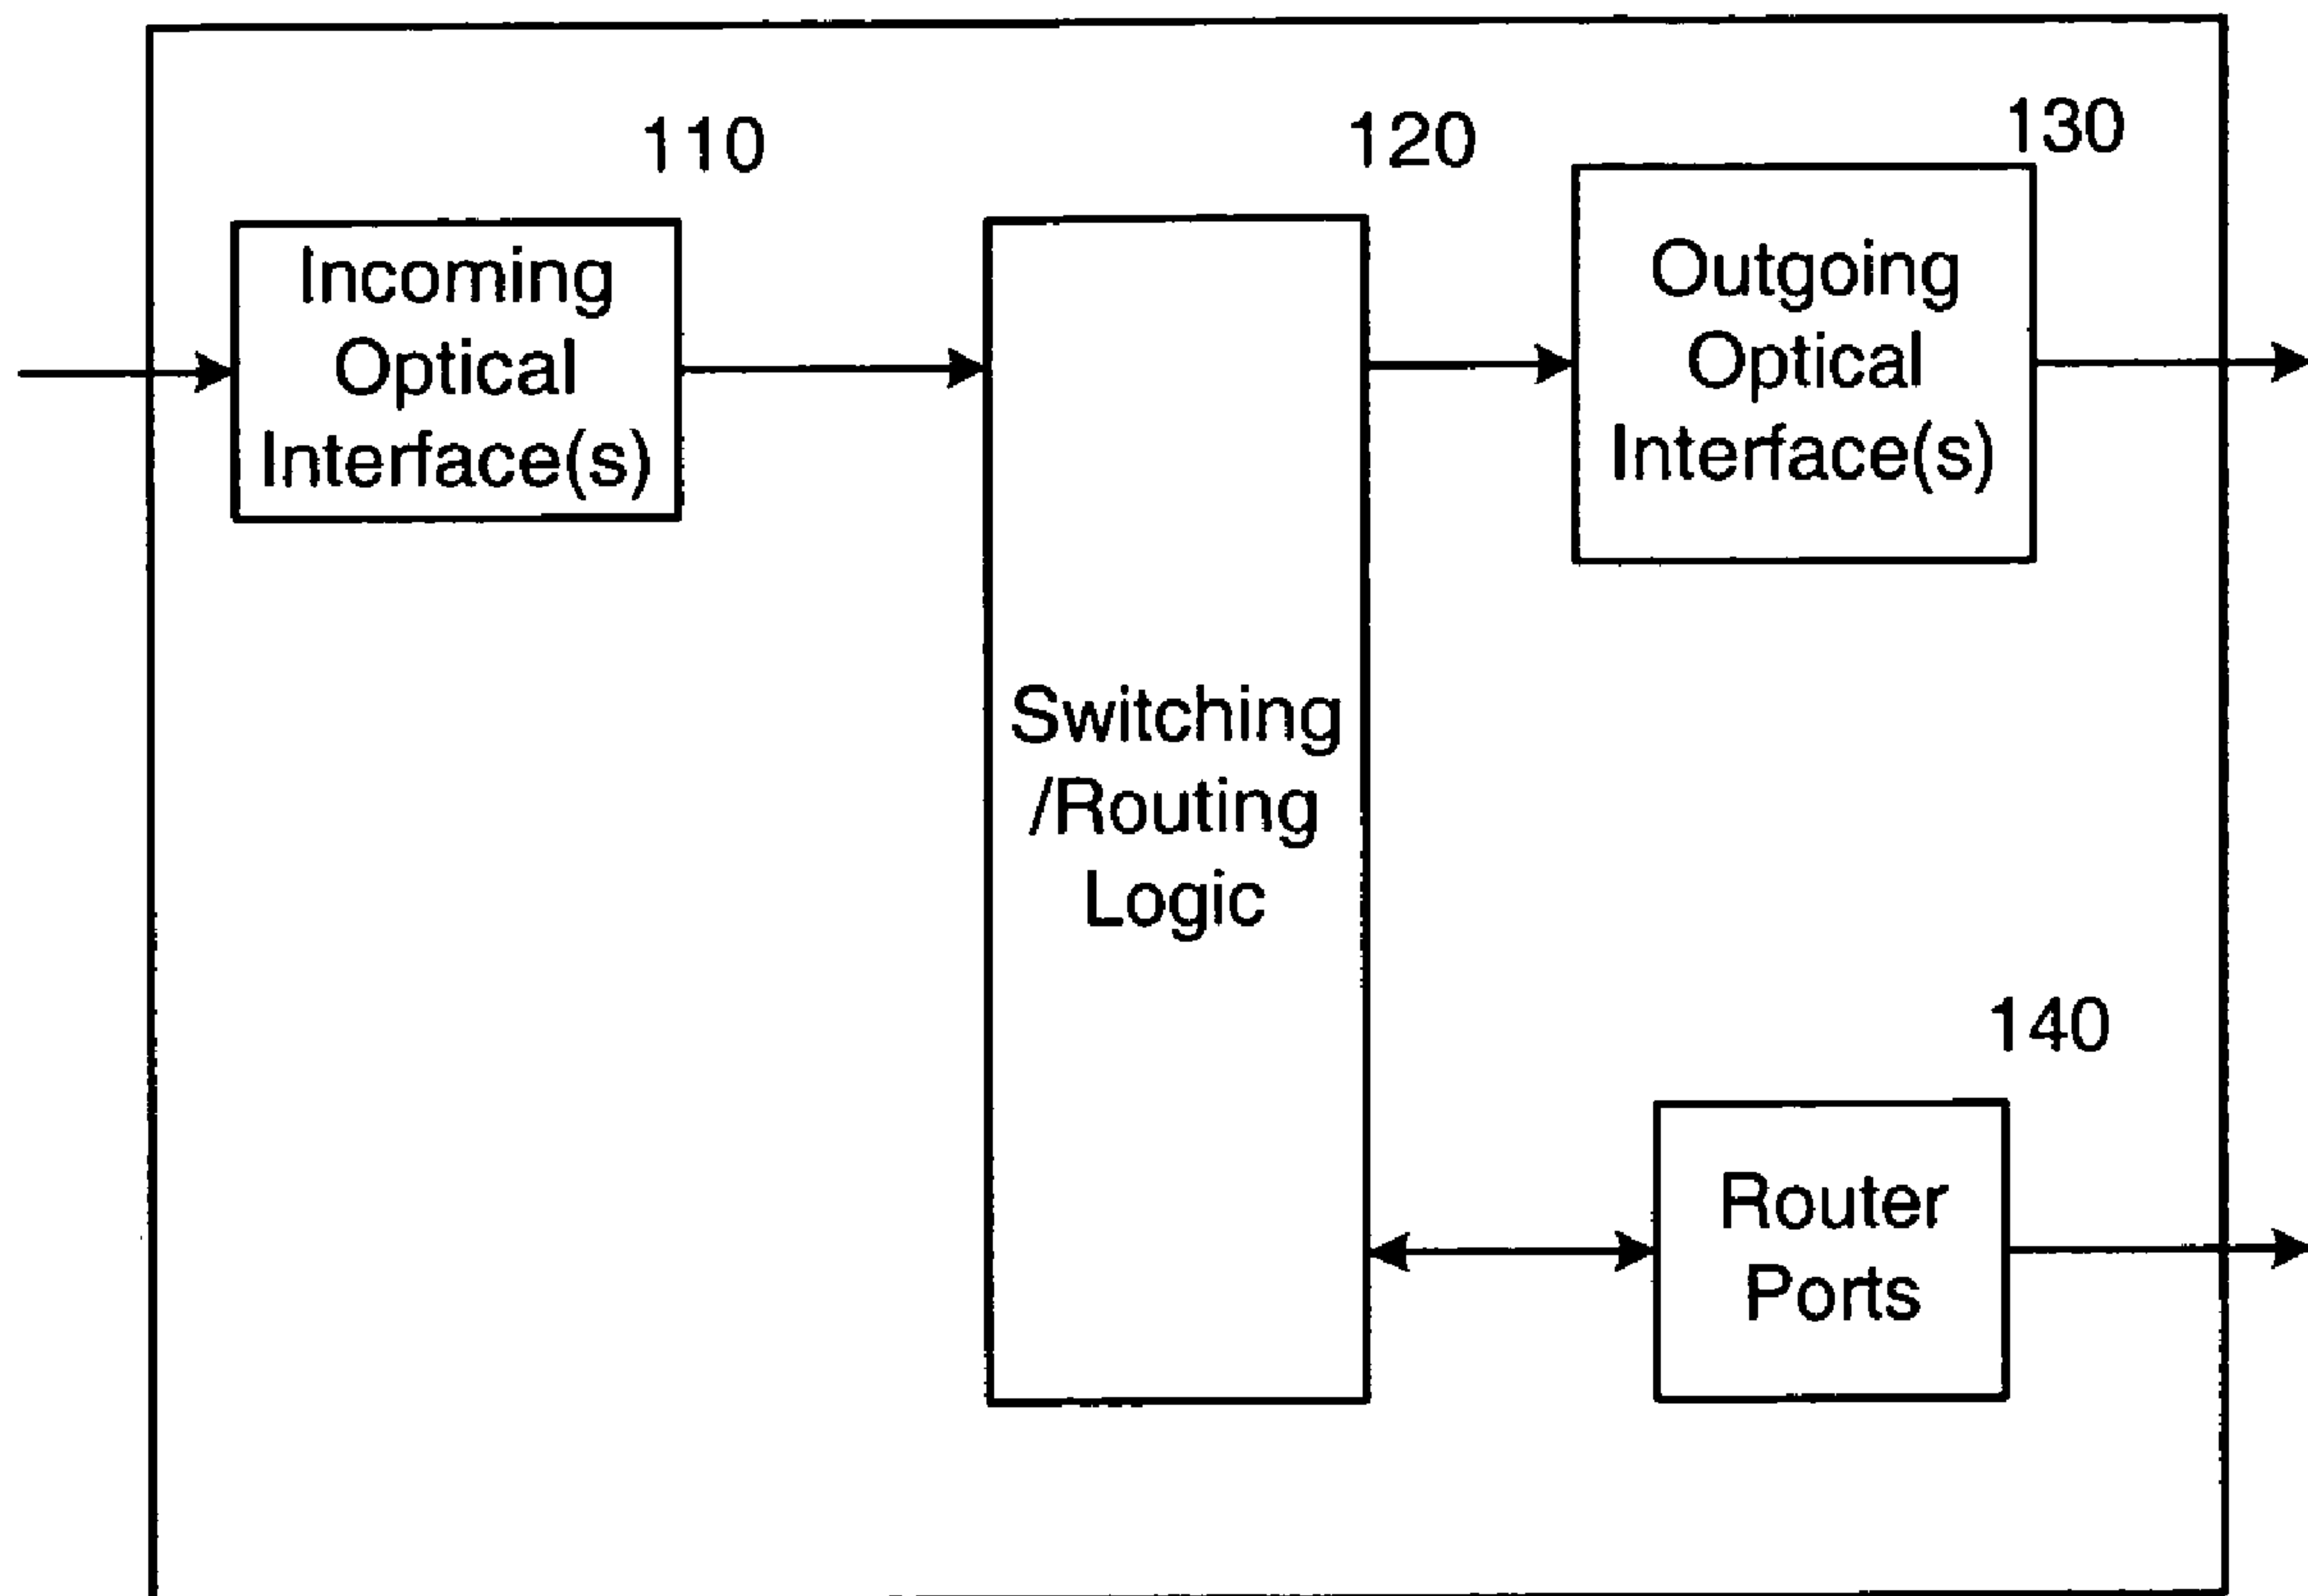 110
Incoming
Optical
Interface(s)
120
Switching
/Routing
Logic
130
Outgoing
Optical
Interface(s)
140
Router
Ports